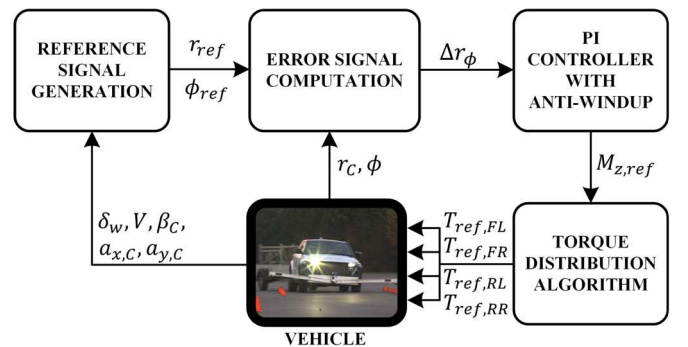 REFERENCE
SIGNAL
GENERATION
r_ref
ϕ_ref
ERROR SIGNAL
COMPUTATION
Δr_ϕ
PI
CONTROLLER
WITH
ANTI-WINDUP
M_z,ref
r_C, ϕ
δ_w, V, β_C,
a_x,C, a_y,C
T_ref,FL
T_ref,FR
T_ref,RL
T_ref,RR
TORQUE
DISTRIBUTION
ALGORITHM
VEHICLE